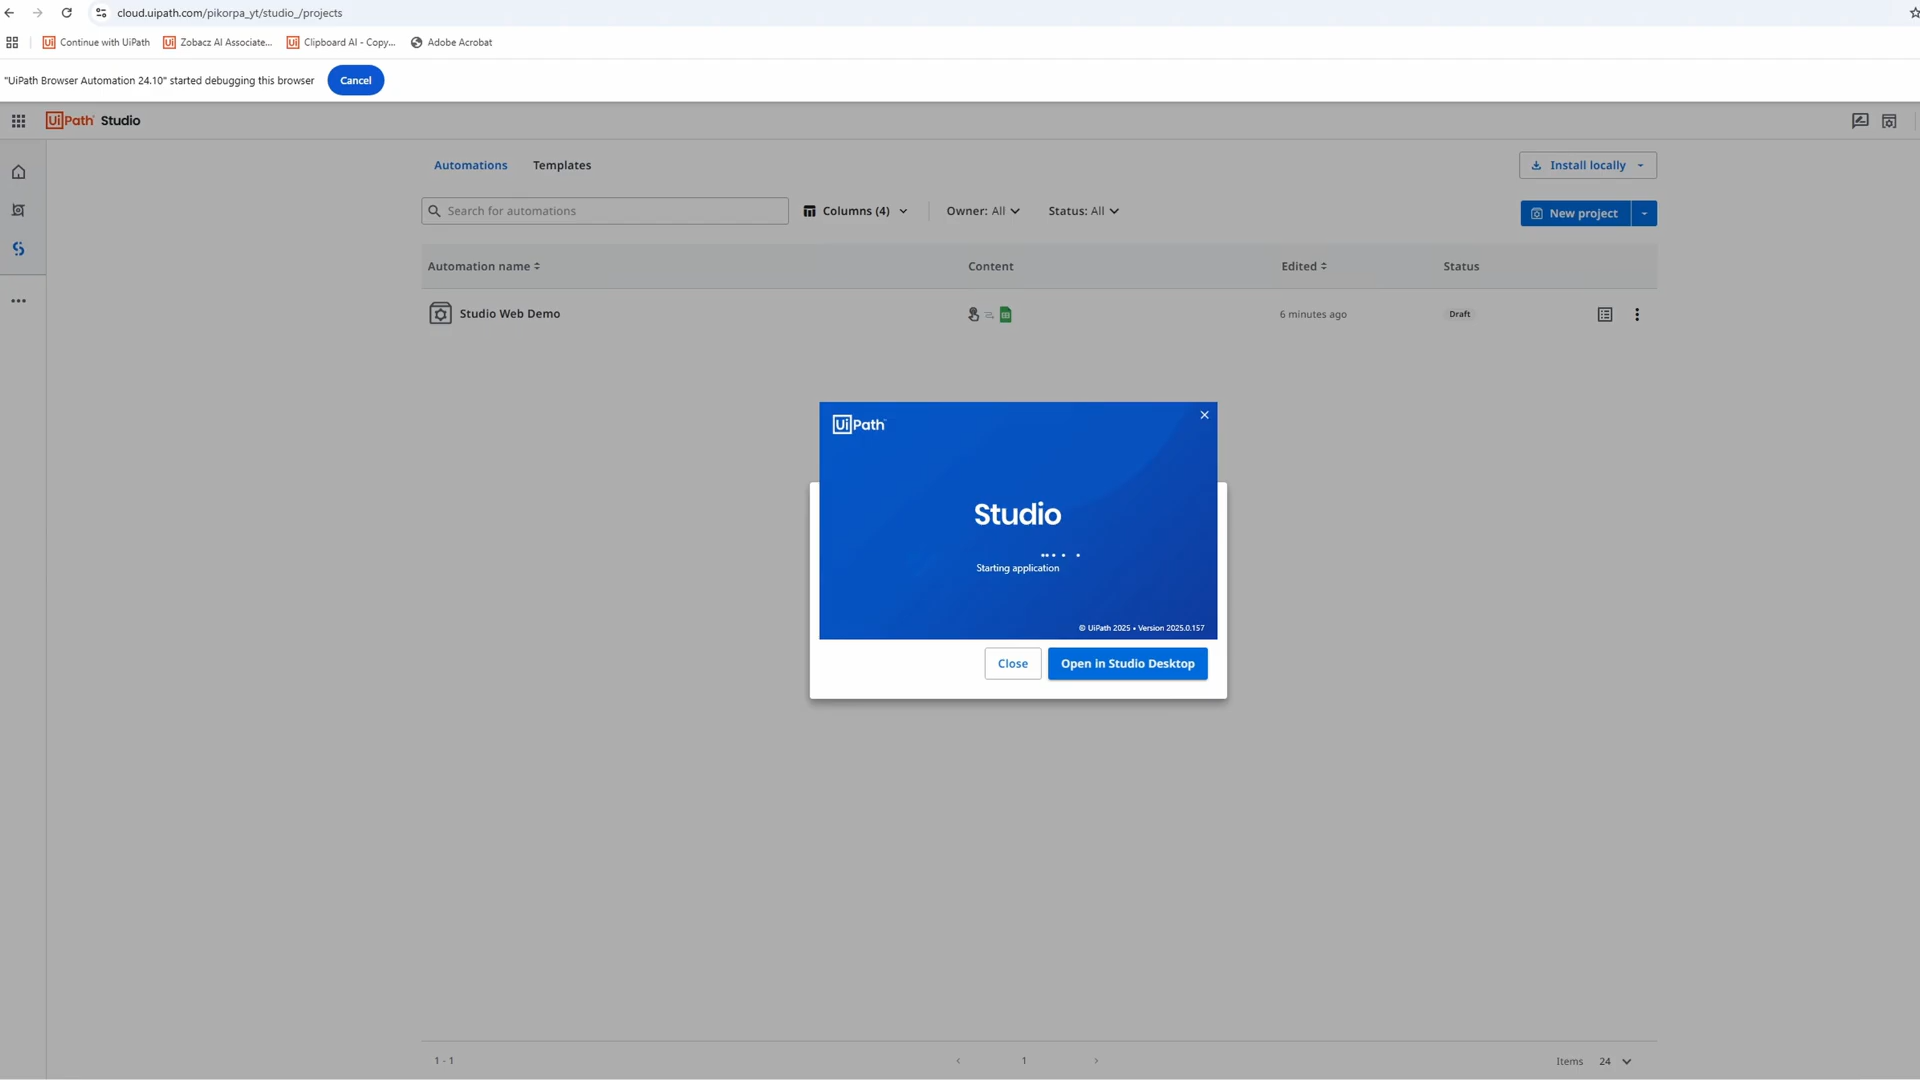 cloud.uipath.com/pikorpa_yt/studio_/projects
Continue with UiPath
Zobacz AI Associate...
Clipboard AI - Copy...
Adobe Acrobat
"UiPath Browser Automation 24.10" started debugging this browser
Cancel
UiPath Studio
Automations
Templates
Install locally
Search for automations
Columns (4)
Owner: All
Status: All
New project
Automation name
Content
Edited
Status
Studio Web Demo
6 minutes ago
Draft
UiPath
Studio
Starting application
© UiPath 2025 • Version 2025.0.157
Close
Open in Studio Desktop
1 - 1
1
Items
24